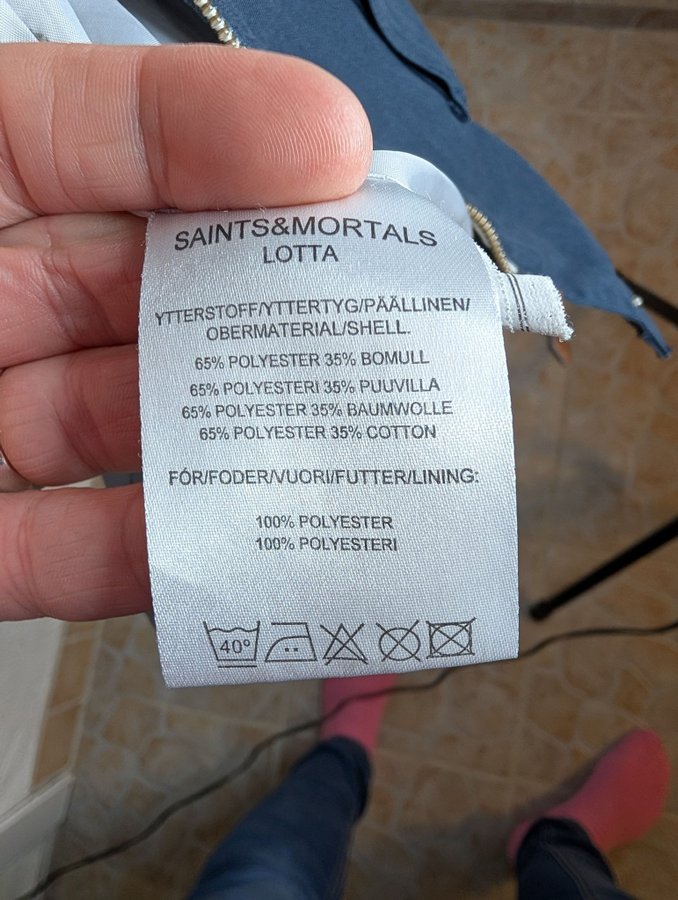 SAINTS&MORTALS
LOTTA
YTTERSTOFF/YTTERTYG/PÄÄLLINEN/
OBERMATERIAL/SHELL.
65% POLYESTER 35% BOMULL
65% POLYESTERI 35% PUUVILLA
65% POLYESTER 35% BAUMWOLLE
65% POLYESTER 35% COTTON
FÓR/FODER/VUORI/FUTTER/LINING:
100% POLYESTER
100% POLYESTERI
40°